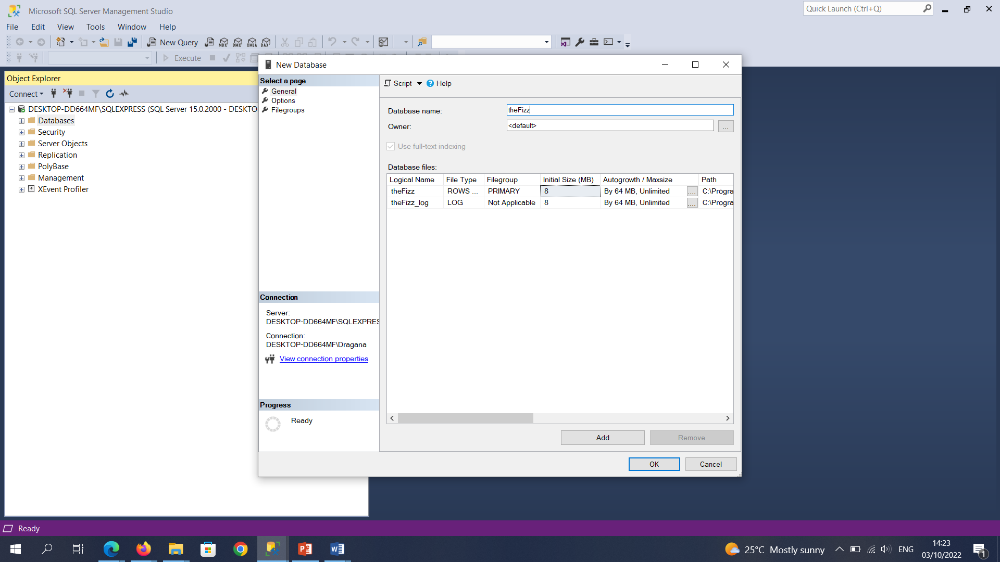 Microsoft SQL Server Management Studio
Quick Launch (Ctrl+Q)
File Edit View Tools Window Help
New Query MDX DMX XMLA DAX
Execute
Object Explorer
Connect
DESKTOP-DD664MF\SQLEXPRESS (SQL Server 15.0.2000 - DESKTO
Databases
Security
Server Objects
Replication
PolyBase
Management
XEvent Profiler
New Database
Select a page
General
Options
Filegroups
Script Help
Database name: theFizz
Owner: <default> ...
Use full-text indexing
Database files:
Logical Name File Type Filegroup Initial Size (MB) Autogrowth / Maxsize Path
theFizz ROWS ... PRIMARY 8 By 64 MB, Unlimited .... C:\Progra
theFizz_log LOG Not Applicable 8 By 64 MB, Unlimited .... C:\Progra
Connection
Server:
DESKTOP-DD664MF\SQLEXPRES
Connection:
DESKTOP-DD664MF\Dragana
View connection properties
Progress
Ready
Add Remove
OK Cancel
Ready
25°C Mostly sunny ENG
14:23
03/10/2022
1